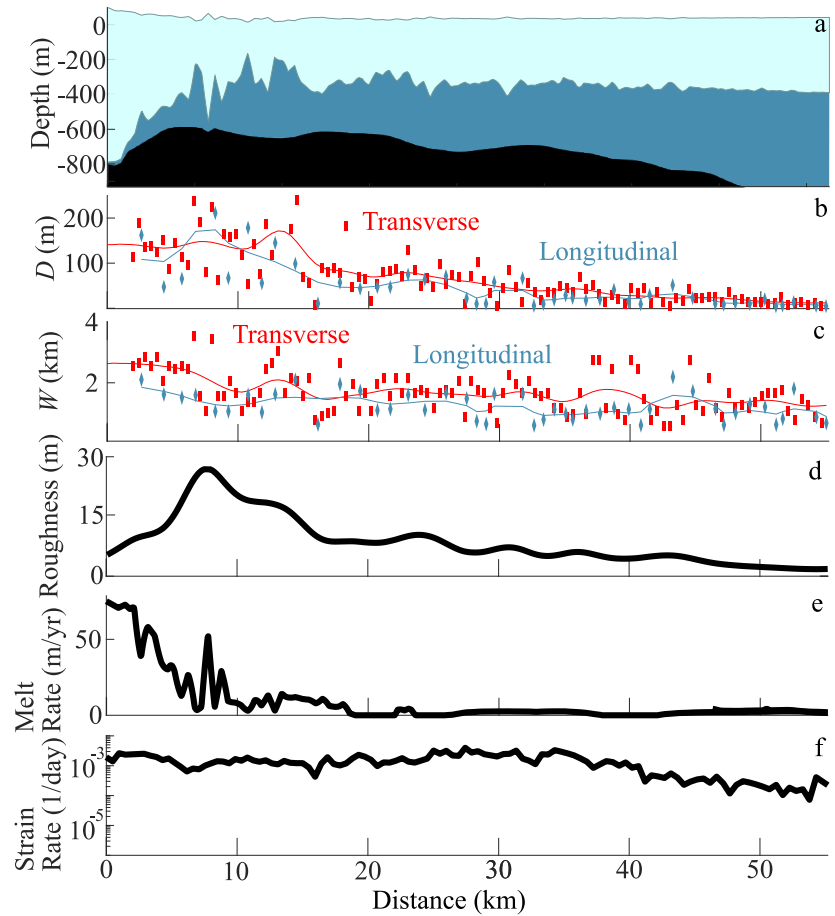 a
0
-200
-400
-600
-800
Depth (m)
b
200
100
D (m)
Transverse
Longitudinal
c
4
2
W (km)
Transverse
Longitudinal
d
30
15
0
Roughness (m)
e
50
0
Melt
Rate (m/yr)
f
10-3
10-5
Strain
Rate (1/day)
0 10 20 30 40 50
Distance (km)